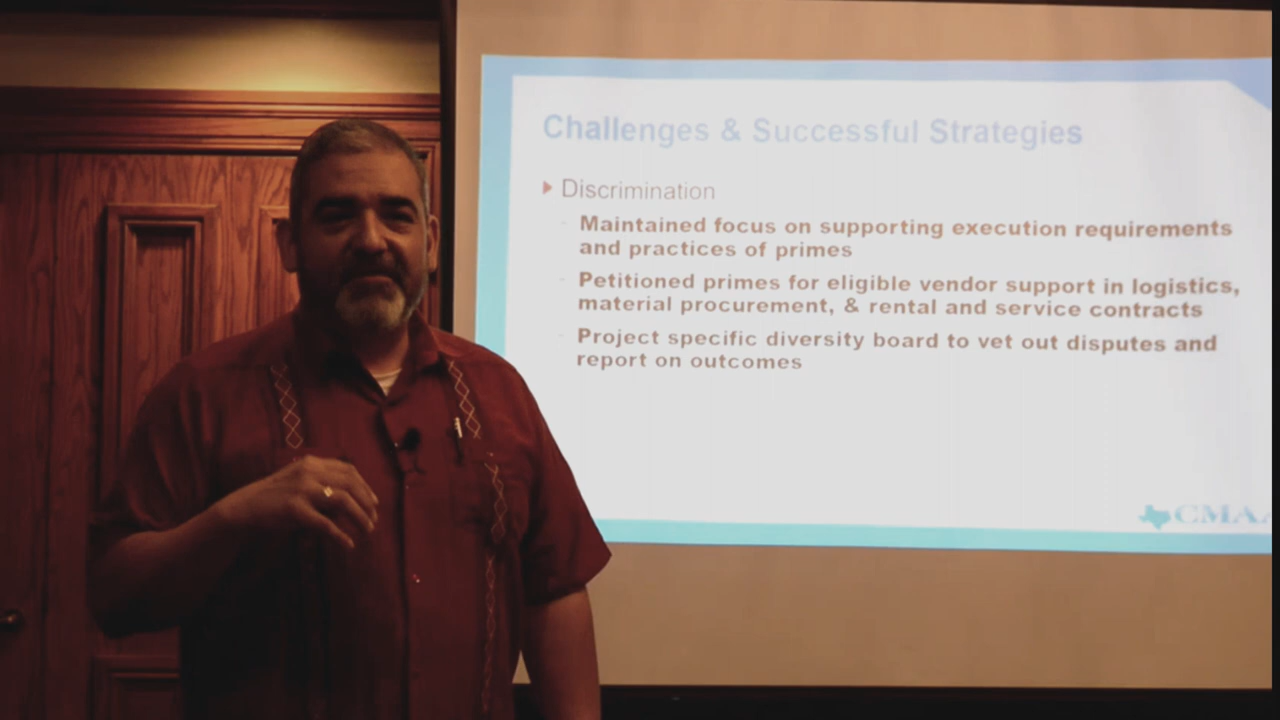 Challenges & Successful Strategies
Discrimination
Maintained focus on supporting execution requirements
and practices of primes
Petitioned primes for eligible vendor support in logistics,
material procurement, & rental and service contracts
Project specific diversity board to vet out disputes and
report on outcomes
CMAA